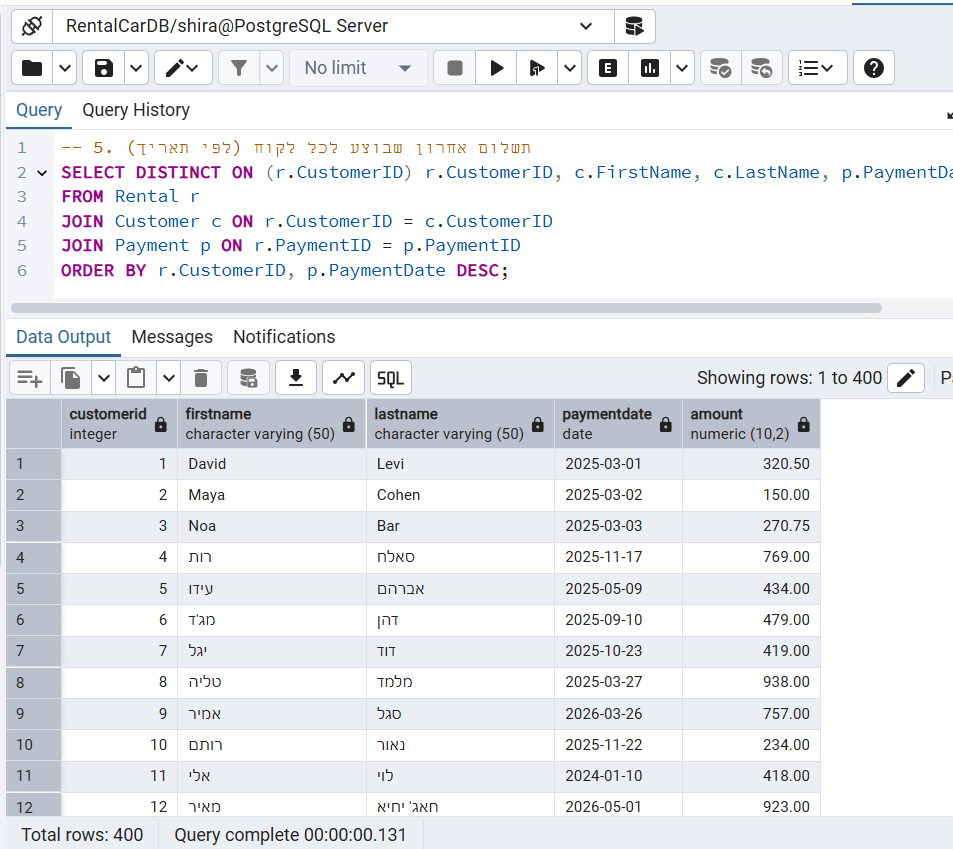 RentalCarDB/shira@PostgreSQL Server
No limit
E
Query Query History
1 -- 5. תשלום אחרון שבוצע לכל לקוח (לפי תאריך)
2 SELECT DISTINCT ON (r.CustomerID) r.CustomerID, c.FirstName, c.LastName, p.PaymentDa
3 FROM Rental r
4 JOIN Customer c ON r.CustomerID = c.CustomerID
5 JOIN Payment p ON r.PaymentID = p.PaymentID
6 ORDER BY r.CustomerID, p.PaymentDate DESC;
Data Output Messages Notifications
SQL Showing rows: 1 to 400
customerid firstname lastname paymentdate amount
integer character varying (50) character varying (50) date numeric (10,2)
1 1 David Levi 2025-03-01 320.50
2 2 Maya Cohen 2025-03-02 150.00
3 3 Noa Bar 2025-03-03 270.75
4 4 רות סאלח 2025-11-17 769.00
5 5 עידו אברהם 2025-05-09 434.00
6 6 מג'ד דהן 2025-09-10 479.00
7 7 יגל דוד 2025-10-23 419.00
8 8 טליה מלמד 2025-03-27 938.00
9 9 אמיר סגל 2026-03-26 757.00
10 10 רותם נאור 2025-11-22 234.00
11 11 אלי לוי 2024-01-10 418.00
12 12 מאיר חאג' יחיא 2026-05-01 923.00
Total rows: 400 Query complete 00:00:00.131